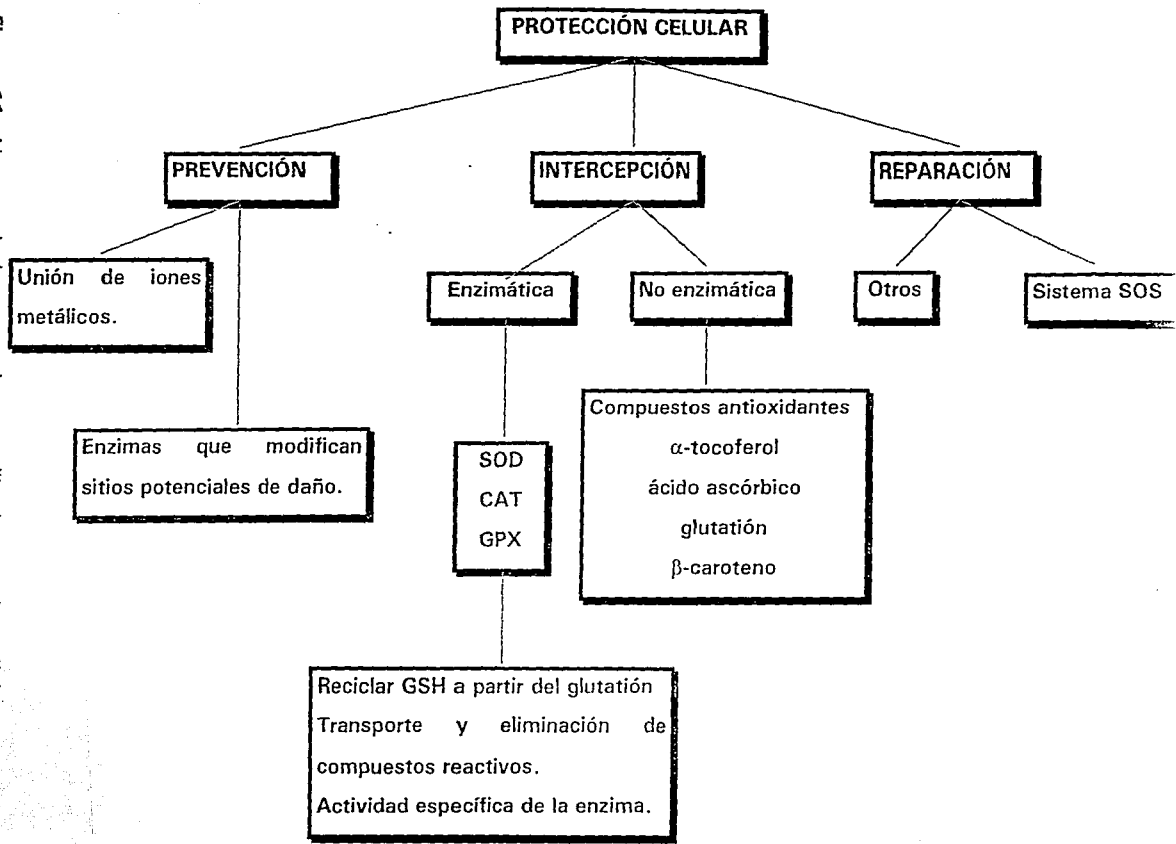 PROTECCIÓN CELULAR
PREVENCIÓN
INTERCEPCIÓN
REPARACIÓN
Unión de iones
metálicos.
Enzimática
No enzimática
Otros
Sistema SOS
Enzimas que modifican
sitios potenciales de daño.
SOD
CAT
GPX
Compuestos antioxidantes
α-tocoferol
ácido ascórbico
glutatión
β-caroteno
Reciclar GSH a partir del glutatión
Transporte y eliminación de
compuestos reactivos.
Actividad específica de la enzima.